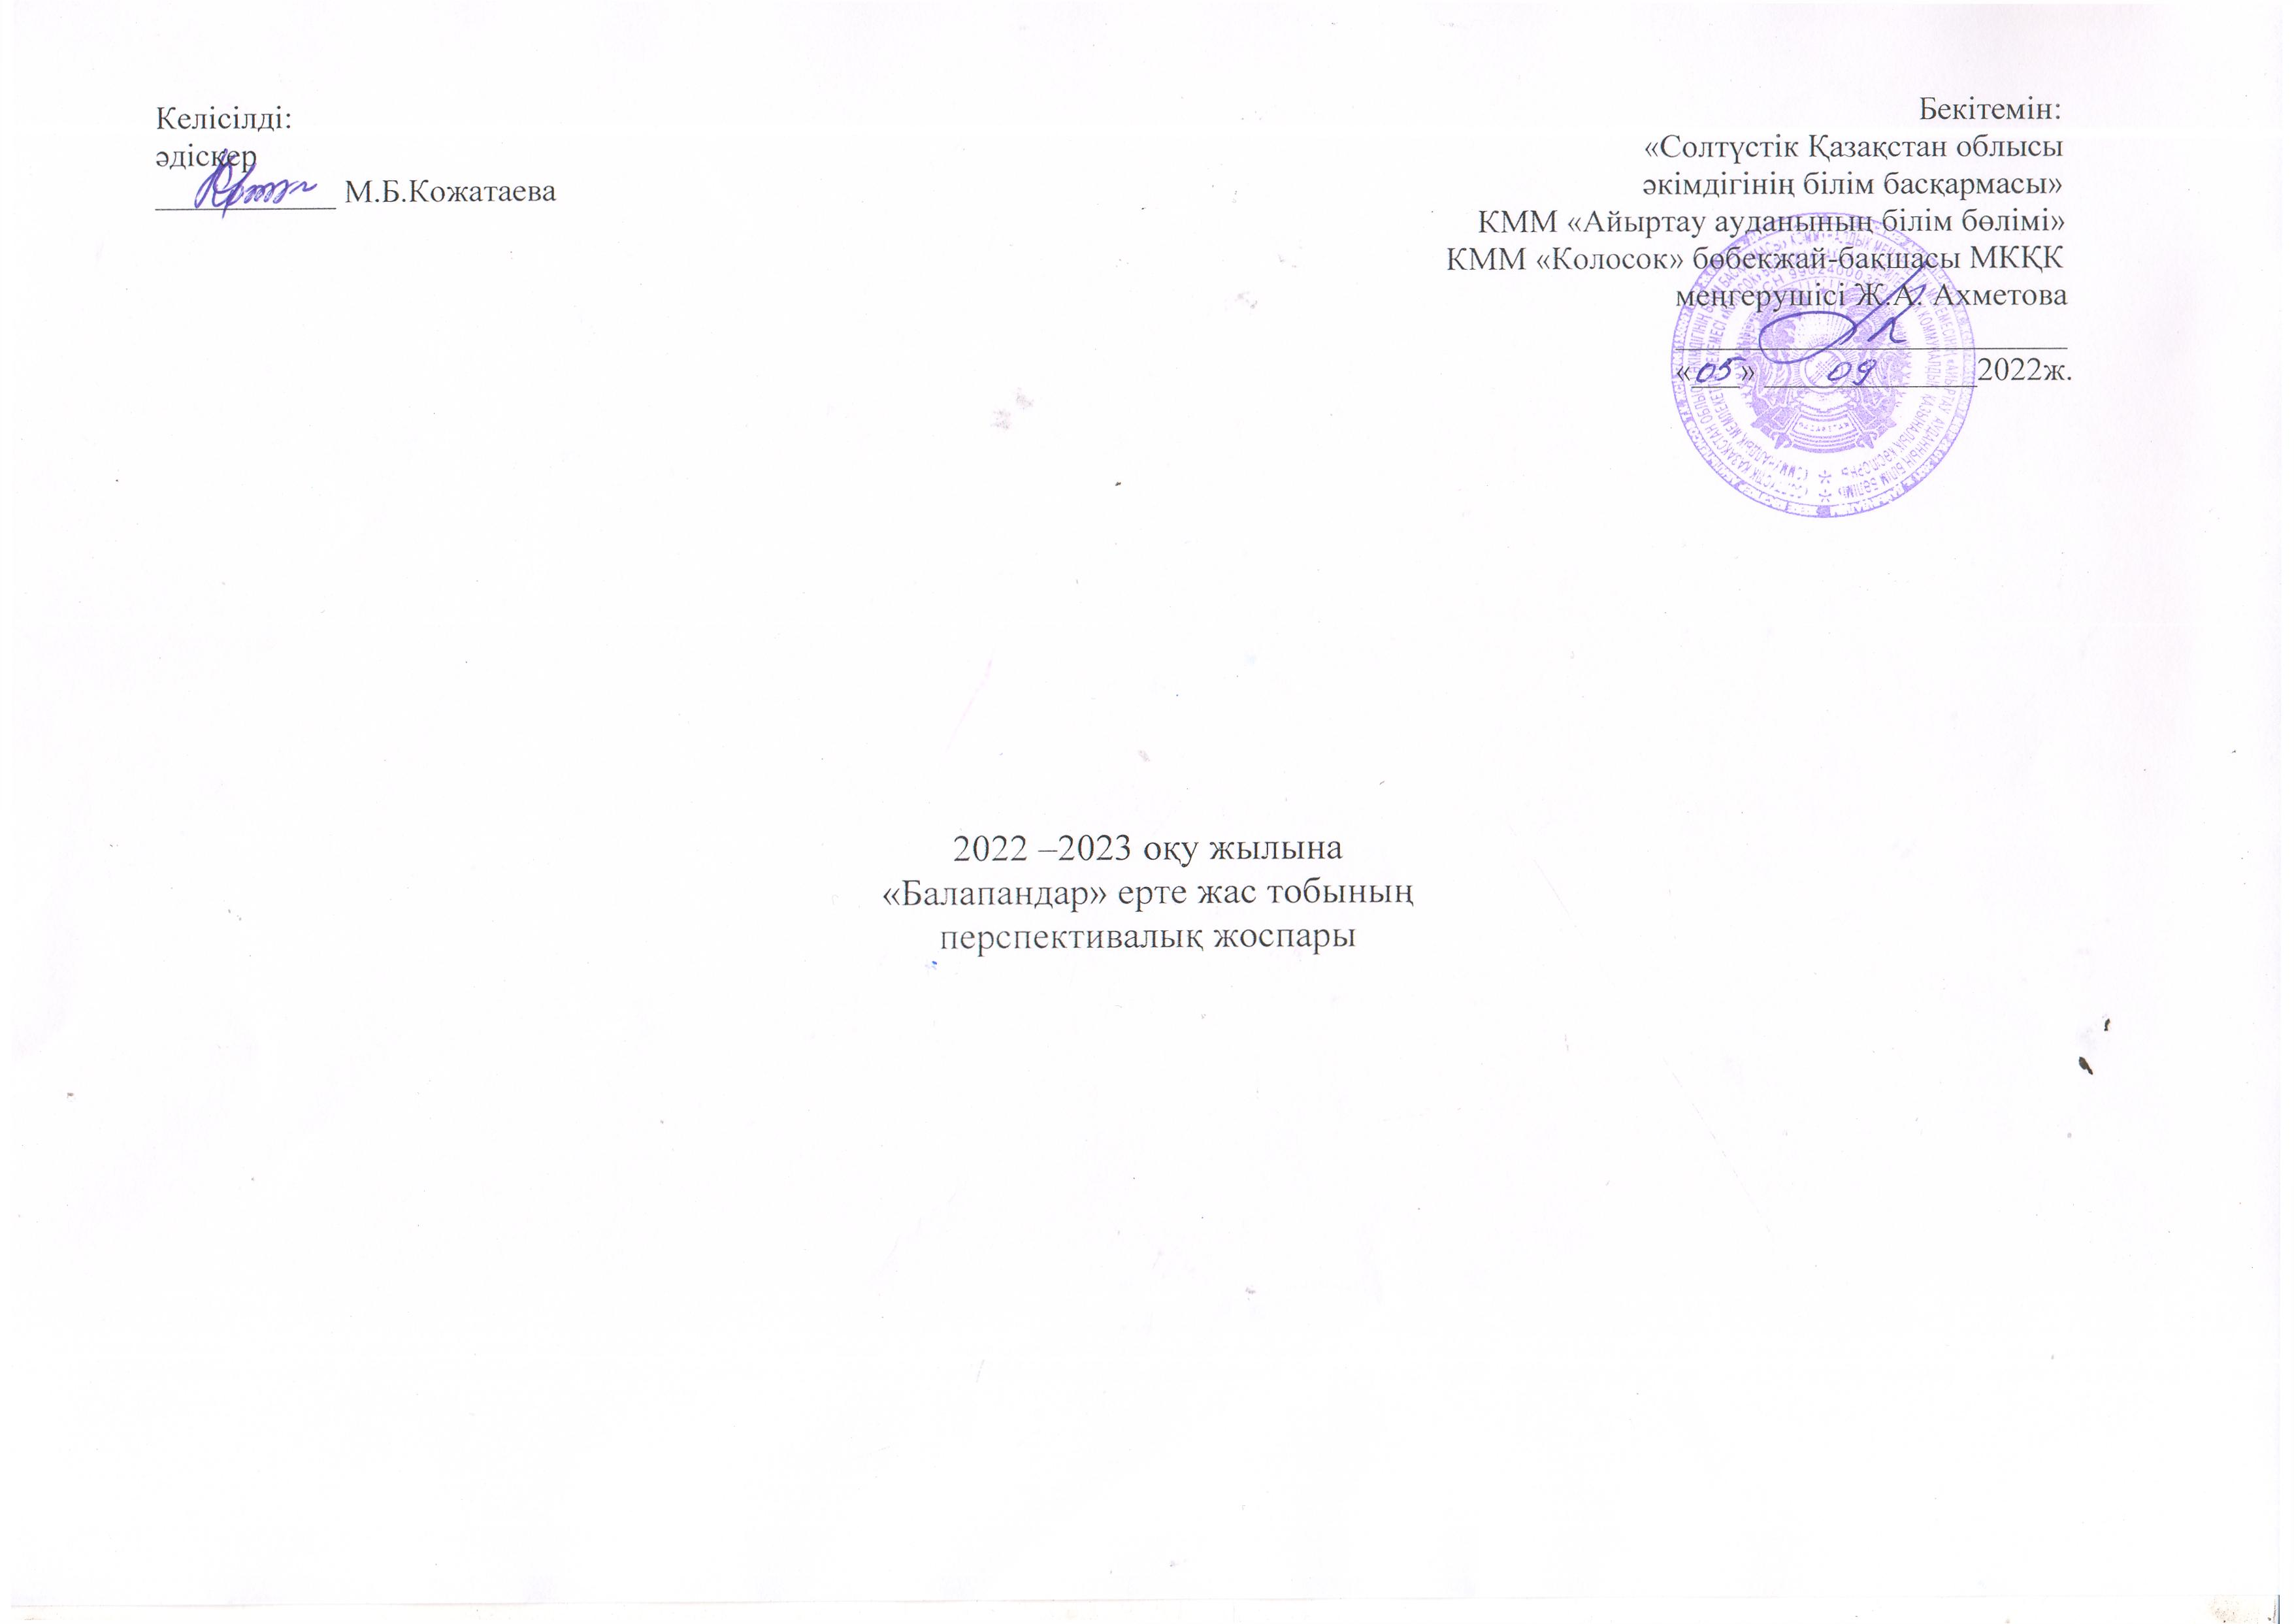 Келісілді:
әдіскер
М.Б.Кожатаева
Бекітемін:
«Солтүстік Қазақстан облысы
әкімдігінің білім басқармасы»
КММ «Айыртау ауданының білім бөлімі»
КММ «Колосок» бөбекжай-бақшасы МКҚК
меңгерушісі Ж.А. Ахметова
«05» 09 2022ж.
2022 –2023 оқу жылына
«Балапандар» ерте жас тобының
перспективалық жоспары